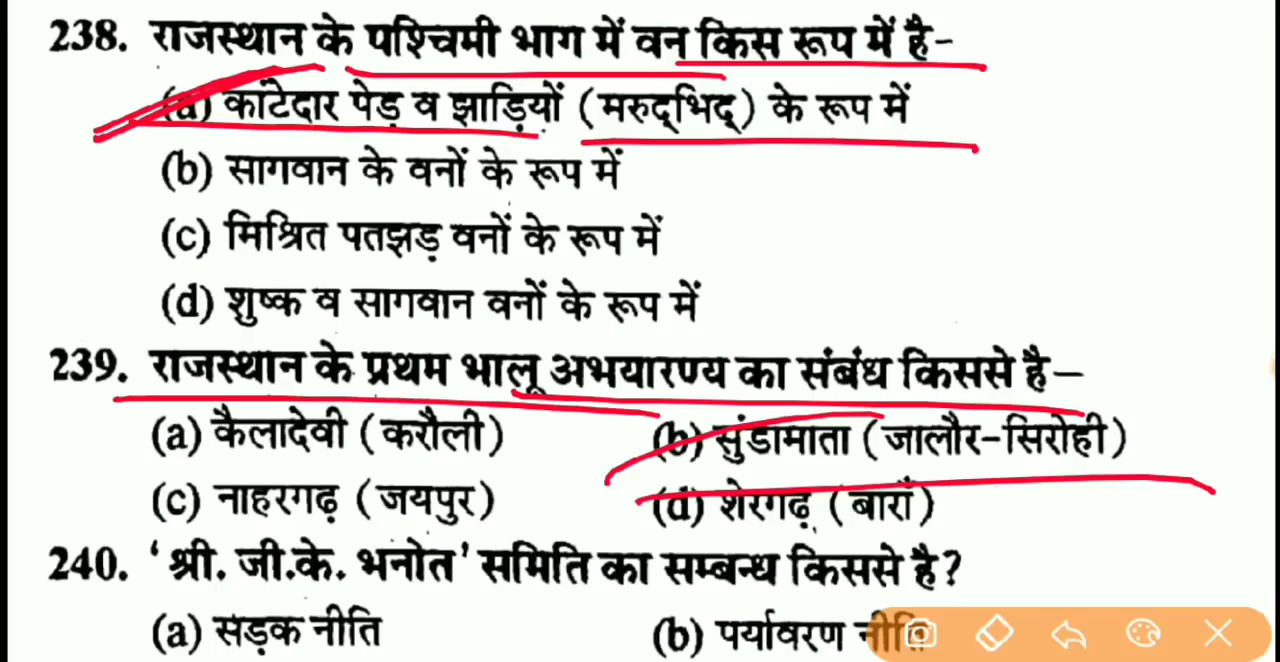 238. राजस्थान के पश्चिमी भाग में वन किस रूप में है-
(a) कांटेदार पेड़ व झाड़ियों (मरुद्भिद्) के रूप में
(b) सागवान के वनों के रूप में
(c) मिश्रित पतझड़ वनों के रूप में
(d) शुष्क व सागवान वनों के रूप में
239. राजस्थान के प्रथम भालू अभयारण्य का संबंध किससे है–
(a) कैलादेवी (करौली) (b) सुंडामाता (जालौर-सिरोही)
(c) नाहरगढ़ (जयपुर) (d) शेरगढ़ (बारां)
240. 'श्री. जी.के. भनोत' समिति का सम्बन्ध किससे है?
(a) सड़क नीति (b) पर्यावरण नीति